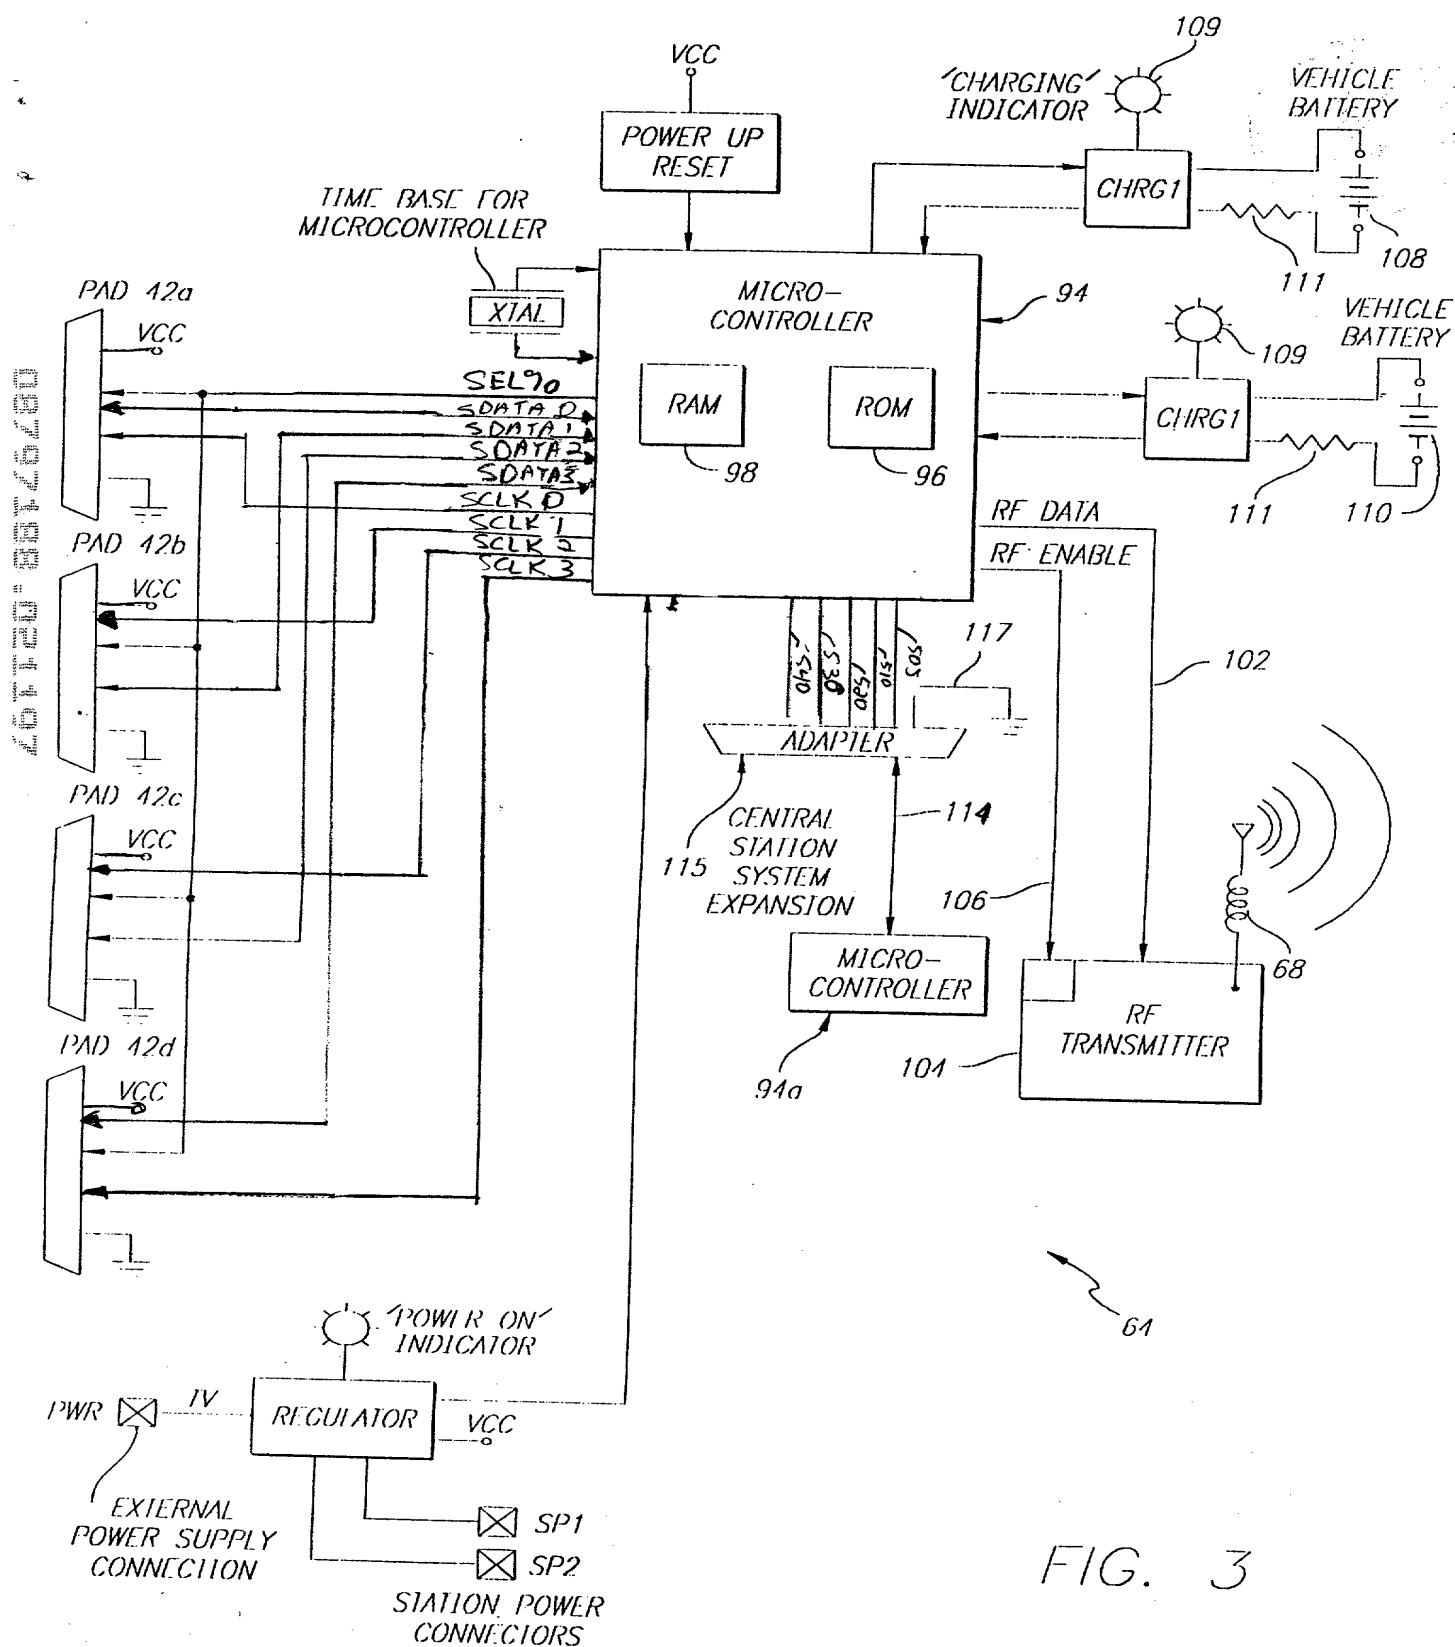 109
VCC
'CHARGING'
INDICATOR
VEHICLE
BATTERY
POWER UP
RESET
CHRG1
TIME BASE FOR
MICROCONTROLLER
111
108
PAD 42a
VCC
XTAL
MICRO-
CONTROLLER
94
109
VEHICLE
BATTERY
SEL90
SDATA 0
SDATA 1
SDATA2
SDATA3
SCLK 0
SCLK 1
SCLK 2
SCLK 3
RAM
ROM
98
96
CHRG1
111
110
RF DATA
RF ENABLE
08797188.021197
PAD 42b
VCC
117
102
ADAPTER
PAD 42c
VCC
115
CENTRAL
STATION
SYSTEM
EXPANSION
114
106
68
MICRO-
CONTROLLER
94a
RF
TRANSMITTER
104
PAD 42d
VCC
64
'POWER ON'
INDICATOR
PWR
REGULATOR
VCC
EXTERNAL
POWER SUPPLY
CONNECTION
SP1
SP2
STATION POWER
CONNECTORS
FIG. 3